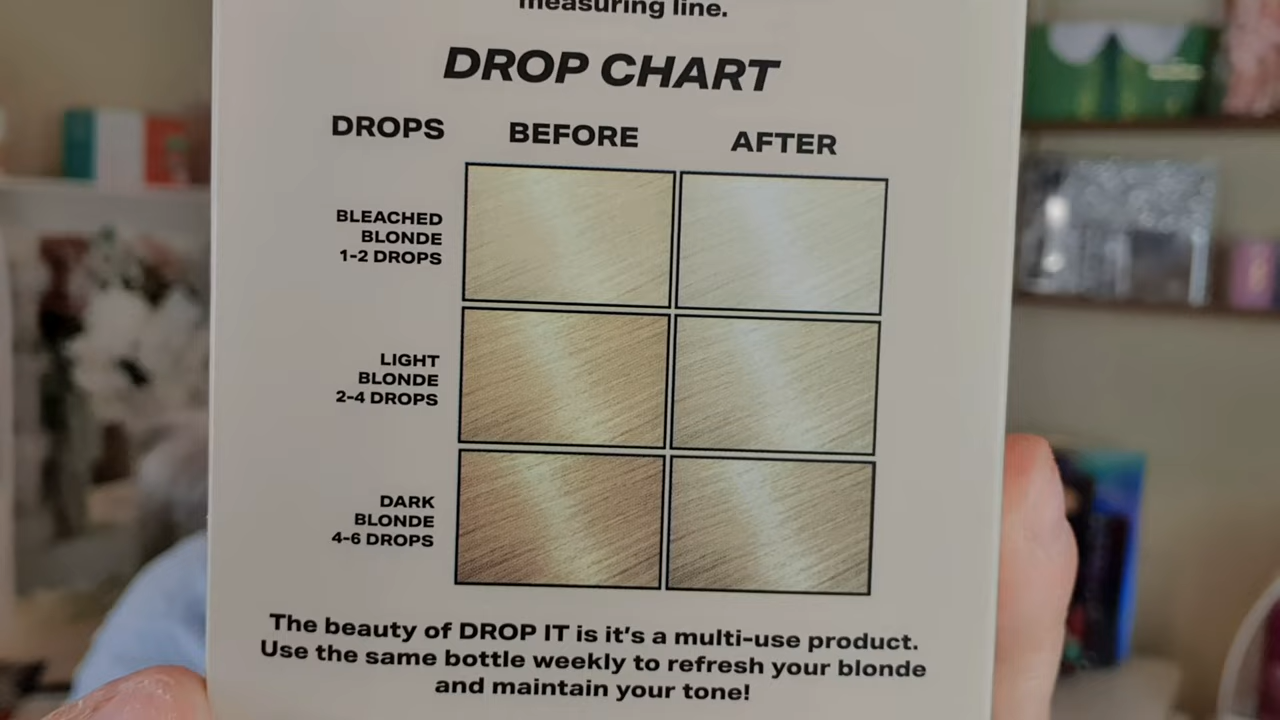 measuring line.
DROP CHART
DROPS BEFORE AFTER
BLEACHED
BLONDE
1-2 DROPS
LIGHT
BLONDE
2-4 DROPS
DARK
BLONDE
4-6 DROPS
The beauty of DROP IT is it's a multi-use product.
Use the same bottle weekly to refresh your blonde
and maintain your tone!